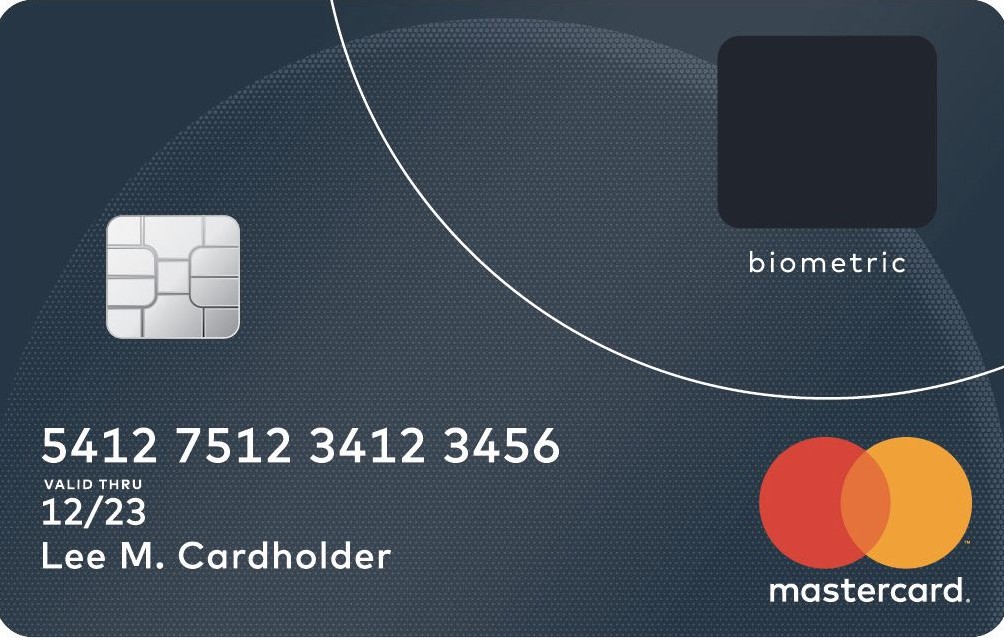 biometric
5412 7512 3412 3456
VALID THRU
12/23
Lee M. Cardholder
mastercard.